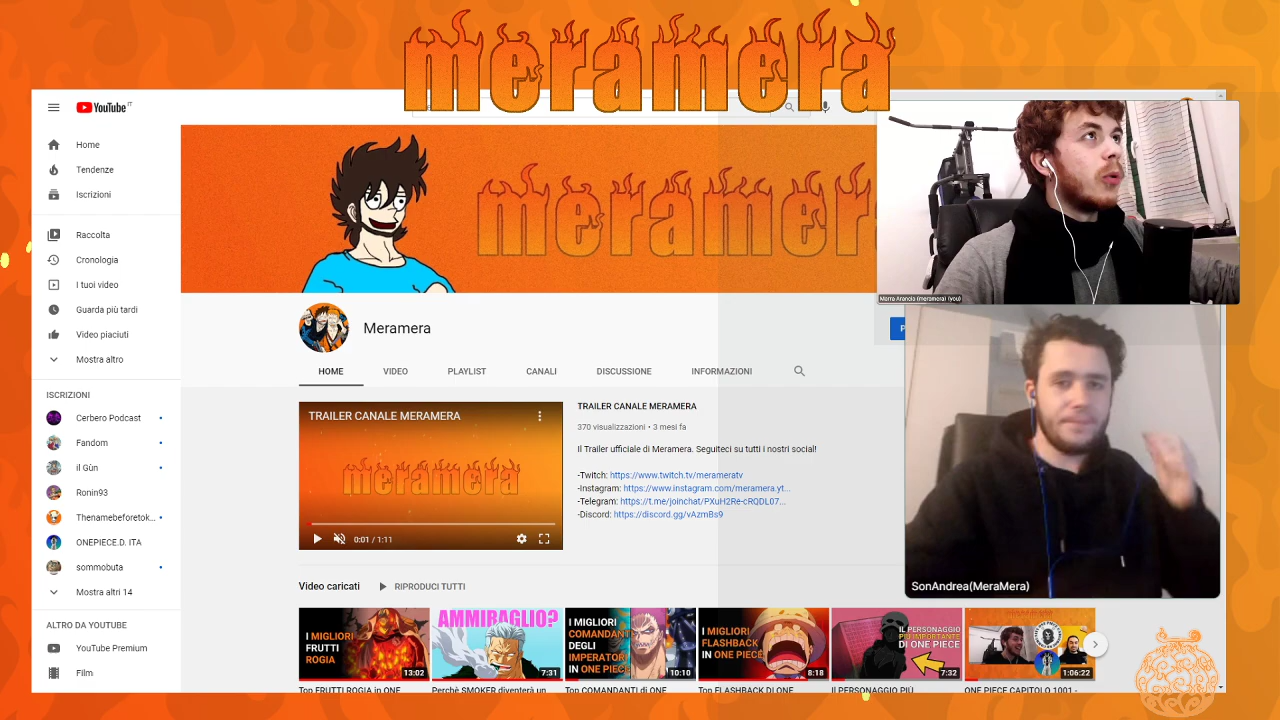 meramera
YouTube IT
Home
Tendenze
Iscrizioni
Raccolta
Cronologia
I tuoi video
Guarda più tardi
Video piaciuti
Mostra altro
ISCRIZIONI
Cerbero Podcast
Fandom
il Gùn
Ronin93
Thenamebeforetok...
ONEPIECE.D. ITA
sommobuta
Mostra altri 14
ALTRO DA YOUTUBE
YouTube Premium
Film
meramera
Meramera
HOME
VIDEO
PLAYLIST
CANALI
DISCUSSIONE
INFORMAZIONI
TRAILER CANALE MERAMERA
meramera
0:01 / 1:11
TRAILER CANALE MERAMERA
370 visualizzazioni • 3 mesi fa
Il Trailer ufficiale di Meramera. Seguiteci su tutti i nostri social!
-Twitch: https://www.twitch.tv/merameratv
-Instagram: https://www.instagram.com/meramera.yt...
-Telegram: https://t.me/joinchat/PXuH2Re-cRQDL07...
-Discord: https://discord.gg/vAzmBs9
Marra Arancia (meramera) (you)
P
SonAndrea(MeraMera)
Video caricati
RIPRODUCI TUTTI
I MIGLIORI
FRUTTI
ROGIA
13:02
AMMIRAGLIO?
7:31
I MIGLIORI
COMANDANTI
DEGLI
IMPERATORI
IN ONE PIECE
10:10
I MIGLIORI
FLASHBACK
IN ONE PIECE
8:18
IL PERSONAGGIO
PIÙ IMPORTANTE
DI ONE PIECE
7:32
1:06:22
Top FRUTTI ROGIA in ONE
Perchè SMOKER diventerà un
Top COMANDANTI di ONE
Top FLASHBACK DI ONE
IL PERSONAGGIO PIÙ
ONE PIECE CAPITOLO 1001 -